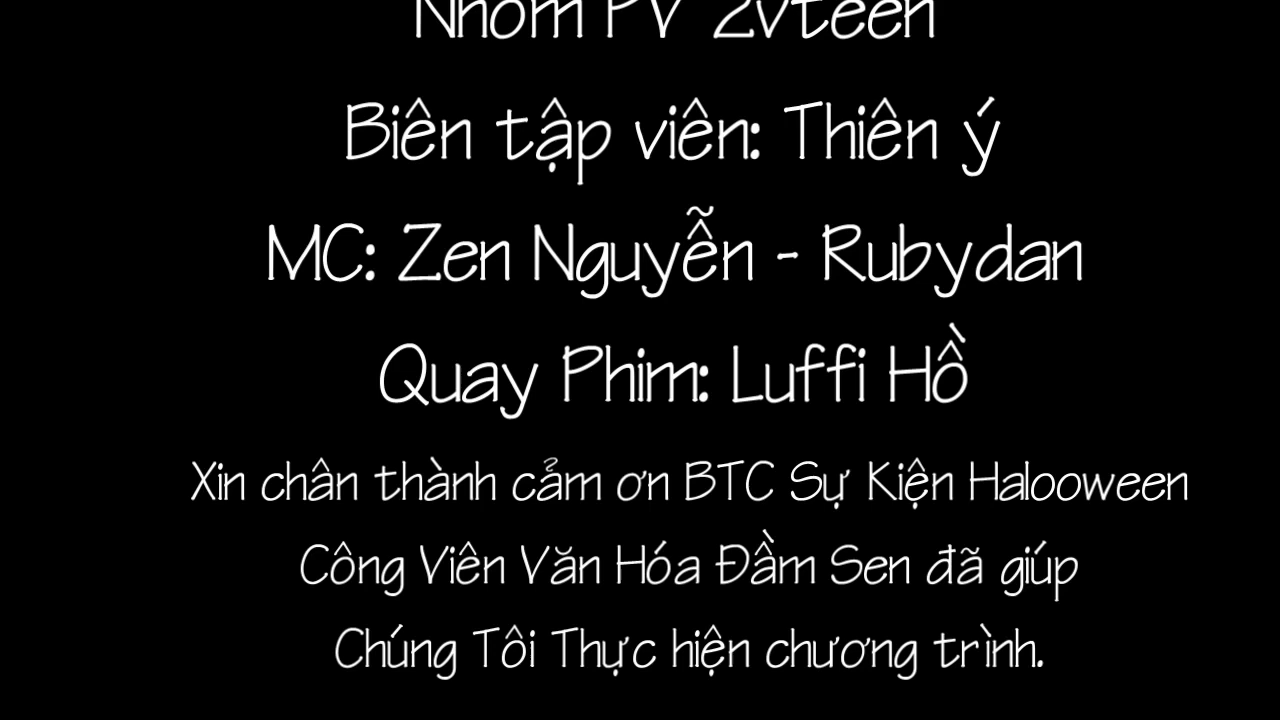 Nhóm PV 2vteen
Biên tập viên: Thiên ý
MC: Zen Nguyễn - Rubydan
Quay Phim: Luffi Hồ
Xin chân thành cảm ơn BTC Sự Kiện Halooween
Công Viên Văn Hóa Đầm Sen đã giúp
Chúng Tôi Thực hiện chương trình.